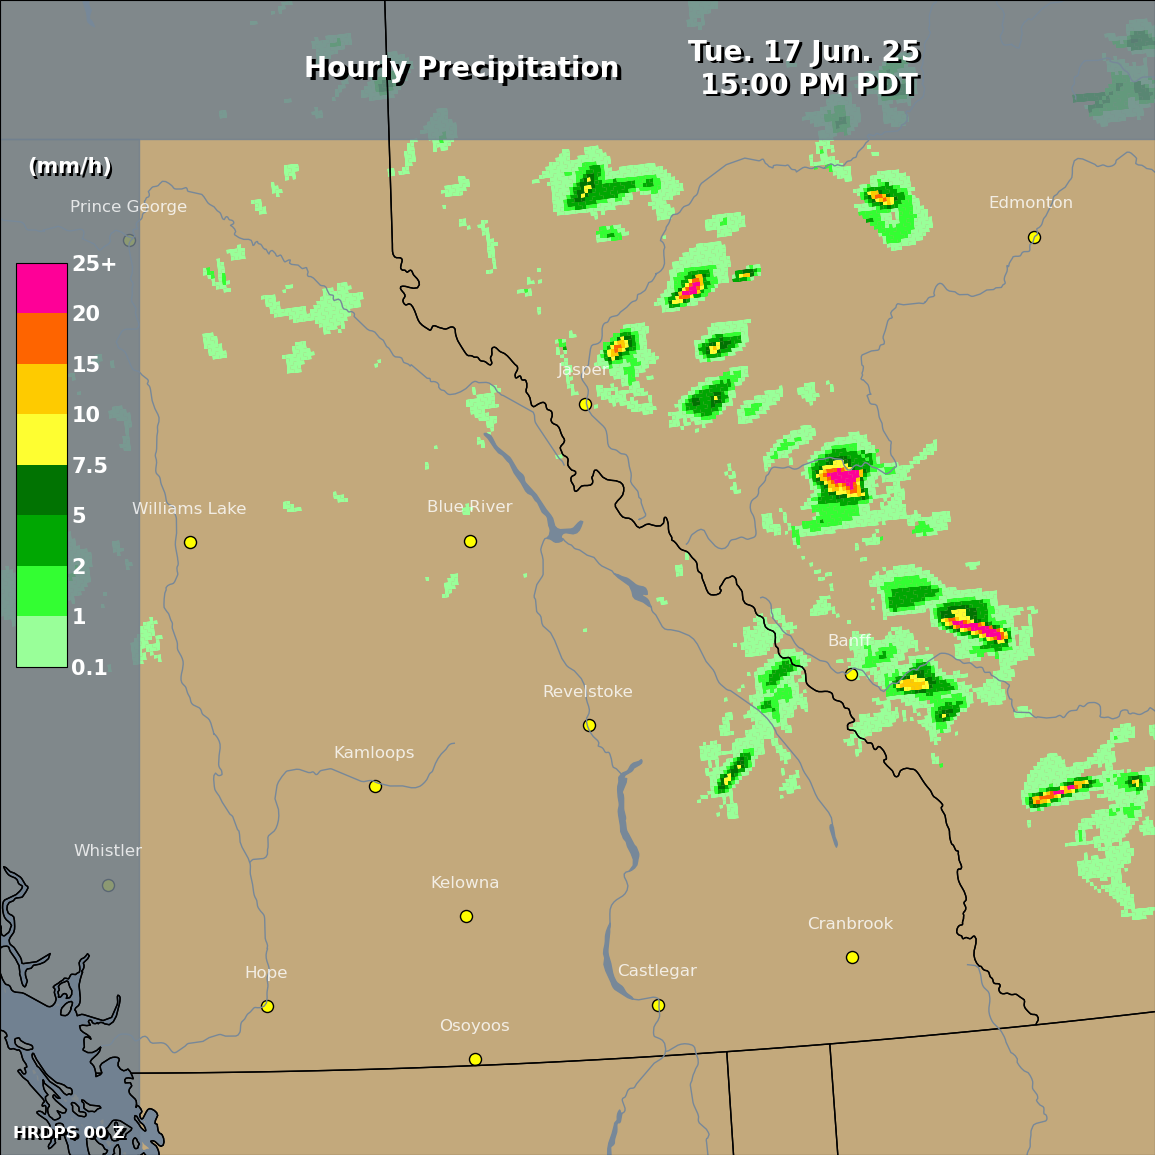 Hourly Precipitation
Tue. 17 Jun. 25
15:00 PM PDT
(mm/h)
Prince George
Edmonton
25+
20
15
10
7.5
5
2
1
0.1
Jasper
Williams Lake
Blue River
Banff
Revelstoke
Kamloops
Whistler
Kelowna
Cranbrook
Hope
Castlegar
Osoyoos
HRDPS 00 Z